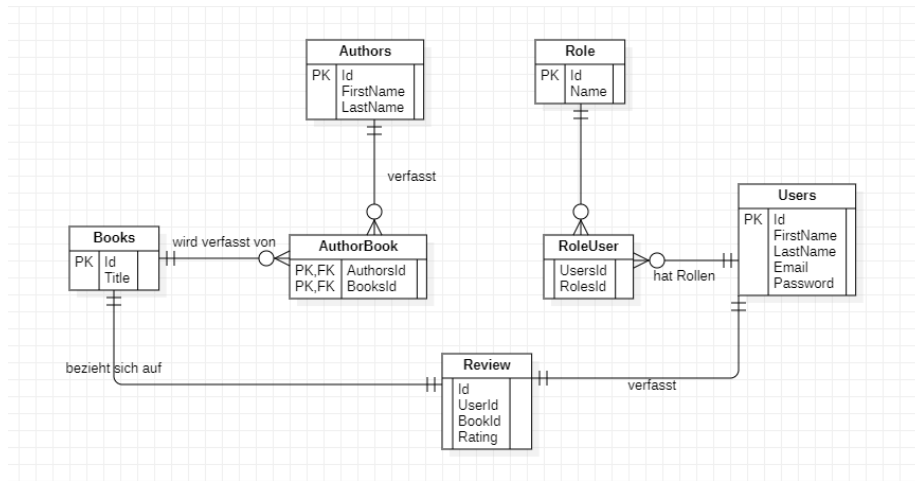 Authors
PK Id
FirstName
LastName
Role
PK Id
Name
verfasst
Users
PK Id
FirstName
LastName
Email
Password
Books
PK Id
Title
wird verfasst von
AuthorBook
PK,FK AuthorsId
PK,FK BooksId
RoleUser
UsersId
RolesId
hat Rollen
bezieht sich auf
Review
Id
UserId
BookId
Rating
verfasst